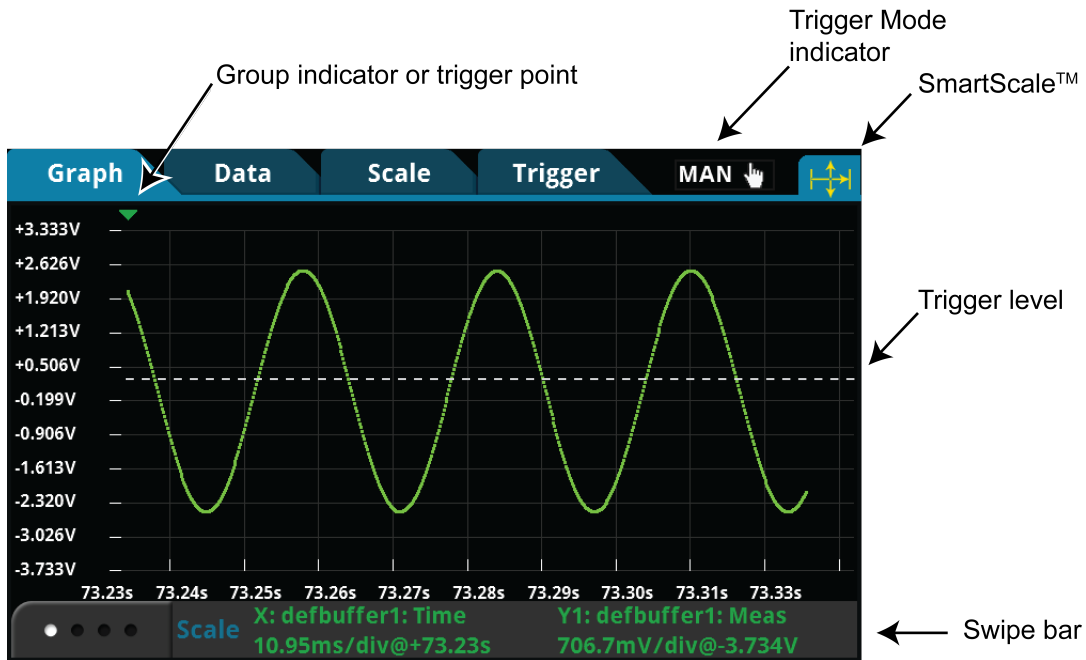 Trigger Mode
indicator
Group indicator or trigger point
SmartScale™
Graph
Data
Scale
Trigger
MAN
+3.333V
+2.626V
+1.920V
+1.213V
Trigger level
+0.506V
-0.199V
-0.906V
-1.613V
-2.320V
-3.026V
-3.733V
73.23s 73.24s 73.25s 73.26s 73.27s 73.28s 73.29s 73.30s 73.31s 73.33s
Scale
X: defbuffer1: Time
10.95ms/div@+73.23s
Y1: defbuffer1: Meas
706.7mV/div@-3.734V
Swipe bar